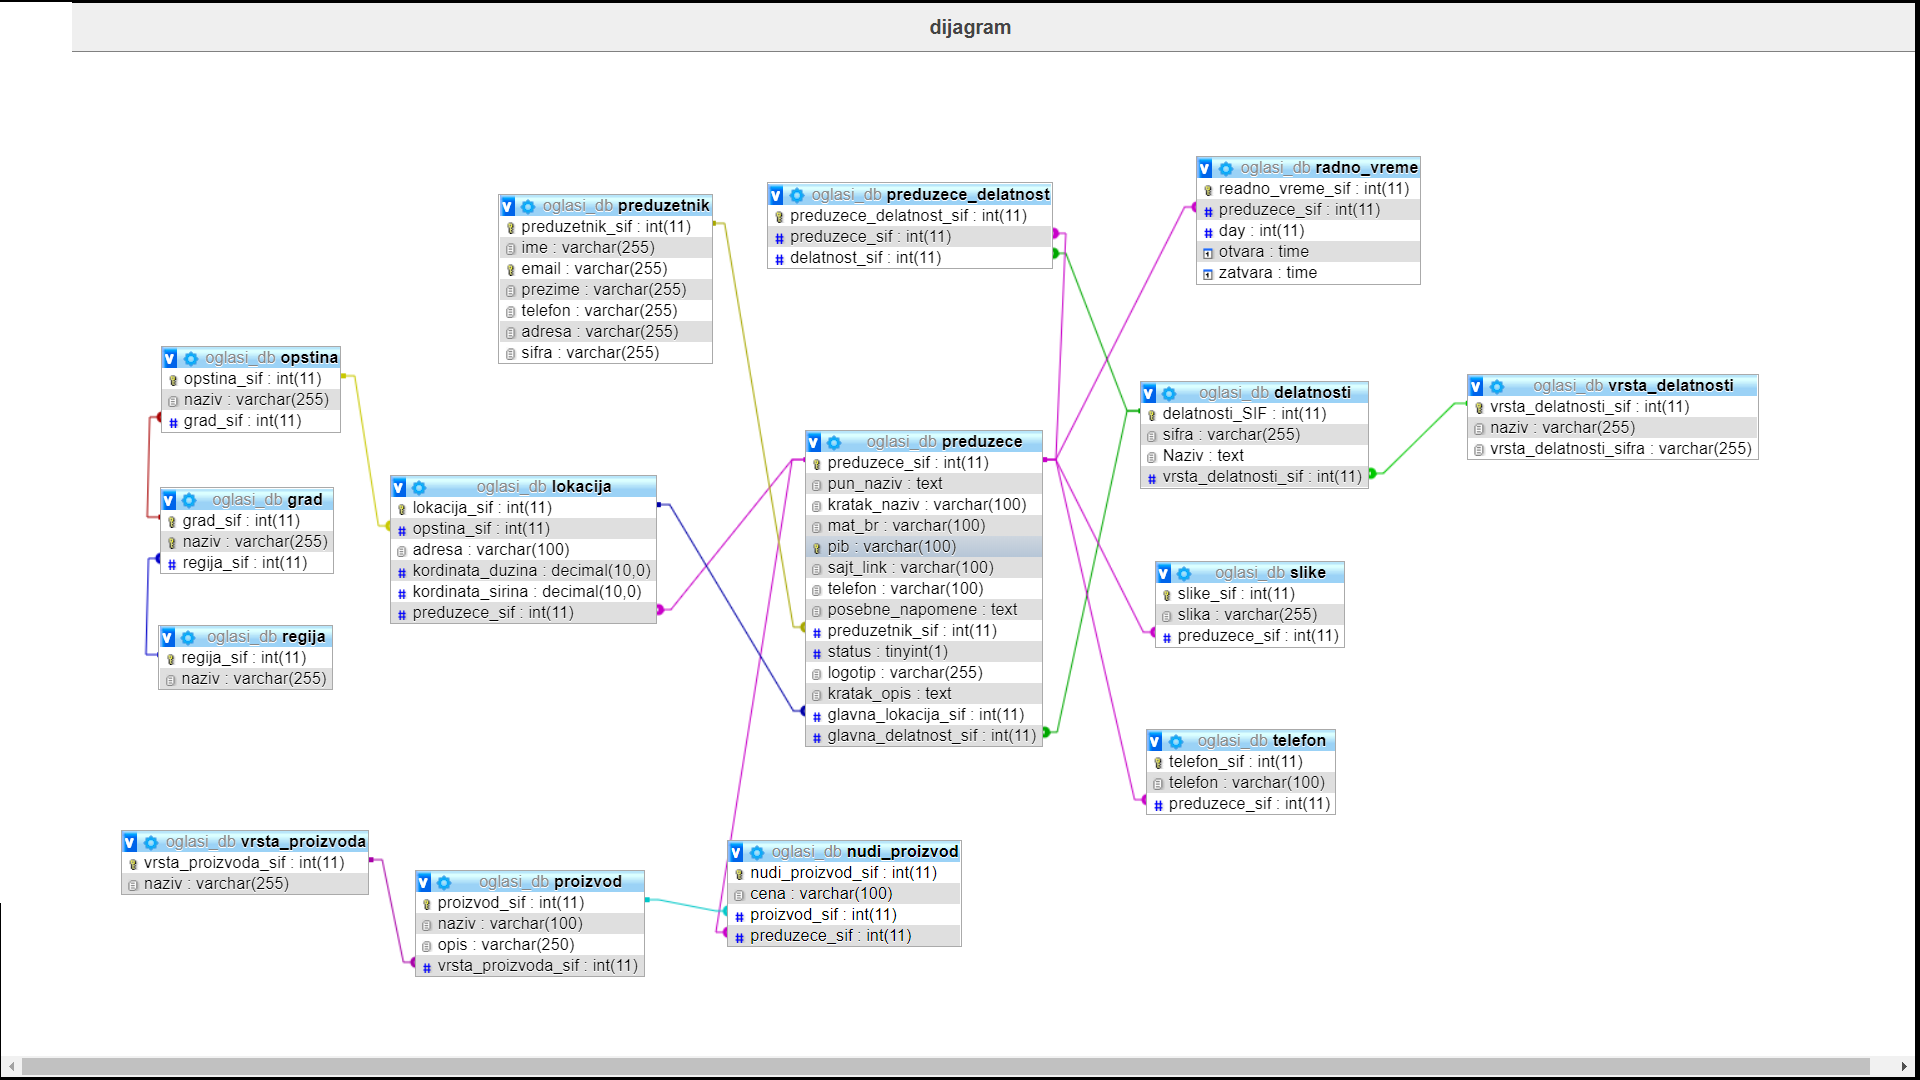 dijagram
oglasi_db radno_vreme
readno_vreme_sif : int(11)
preduzece_sif : int(11)
day : int(11)
otvara : time
zatvara : time
oglasi_db preduzece_delatnost
preduzece_delatnost_sif : int(11)
preduzece_sif : int(11)
delatnost_sif : int(11)
oglasi_db preduzetnik
preduzetnik_sif : int(11)
ime : varchar(255)
email : varchar(255)
prezime : varchar(255)
telefon : varchar(255)
adresa : varchar(255)
sifra : varchar(255)
oglasi_db opstina
opstina_sif : int(11)
naziv : varchar(255)
grad_sif : int(11)
oglasi_db vrsta_delatnosti
vrsta_delatnosti_sif : int(11)
naziv : varchar(255)
vrsta_delatnosti_sifra : varchar(255)
oglasi_db delatnosti
delatnosti_SIF : int(11)
sifra : varchar(255)
Naziv : text
vrsta_delatnosti_sif : int(11)
oglasi_db preduzece
preduzece_sif : int(11)
pun_naziv : text
kratak_naziv : varchar(100)
mat_br : varchar(100)
pib : varchar(100)
sajt_link : varchar(100)
telefon : varchar(100)
posebne_napomene : text
preduzetnik_sif : int(11)
status : tinyint(1)
logotip : varchar(255)
kratak_opis : text
glavna_lokacija_sif : int(11)
glavna_delatnost_sif : int(11)
oglasi_db lokacija
lokacija_sif : int(11)
opstina_sif : int(11)
adresa : varchar(100)
kordinata_duzina : decimal(10,0)
kordinata_sirina : decimal(10,0)
preduzece_sif : int(11)
oglasi_db grad
grad_sif : int(11)
naziv : varchar(255)
regija_sif : int(11)
oglasi_db slike
slike_sif : int(11)
slika : varchar(255)
preduzece_sif : int(11)
oglasi_db regija
regija_sif : int(11)
naziv : varchar(255)
oglasi_db telefon
telefon_sif : int(11)
telefon : varchar(100)
preduzece_sif : int(11)
oglasi_db vrsta_proizvoda
vrsta_proizvoda_sif : int(11)
naziv : varchar(255)
oglasi_db proizvod
proizvod_sif : int(11)
naziv : varchar(100)
opis : varchar(250)
vrsta_proizvoda_sif : int(11)
oglasi_db nudi_proizvod
nudi_proizvod_sif : int(11)
cena : varchar(100)
proizvod_sif : int(11)
preduzece_sif : int(11)